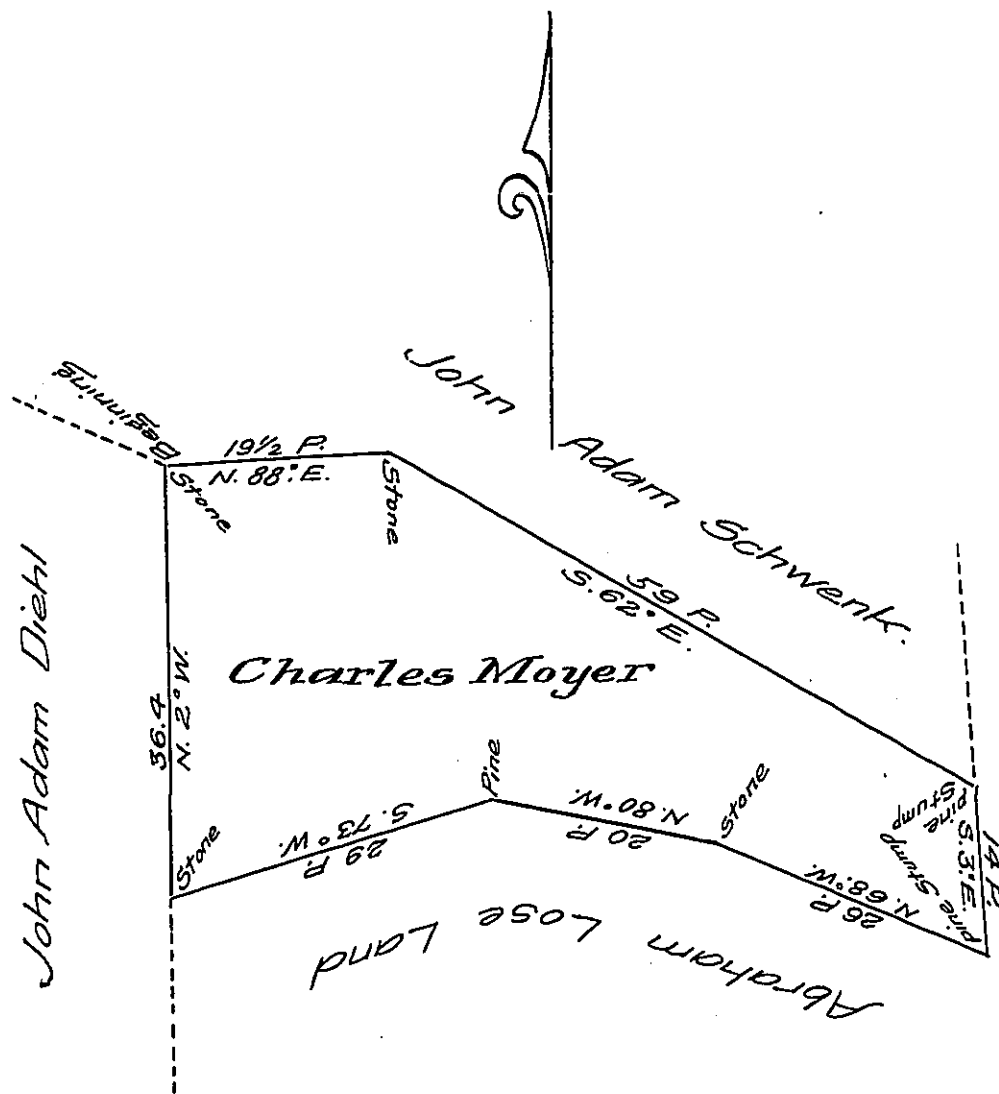 John Adam Schwenk.
Beginning
Stone
19½ P.
N. 88° E.
Stone
59 P.
S. 62° E.
pine Stump
14 P.
S. 3° E.
pine Stump
N. 68° W.
26 P.
Stone
N. 80° W.
20 P.
Pine
S. 73° W.
29 P.
Stone
36.4
N. 2° W.
Charles Moyer
John Adam Diehl
Abraham Lose Land